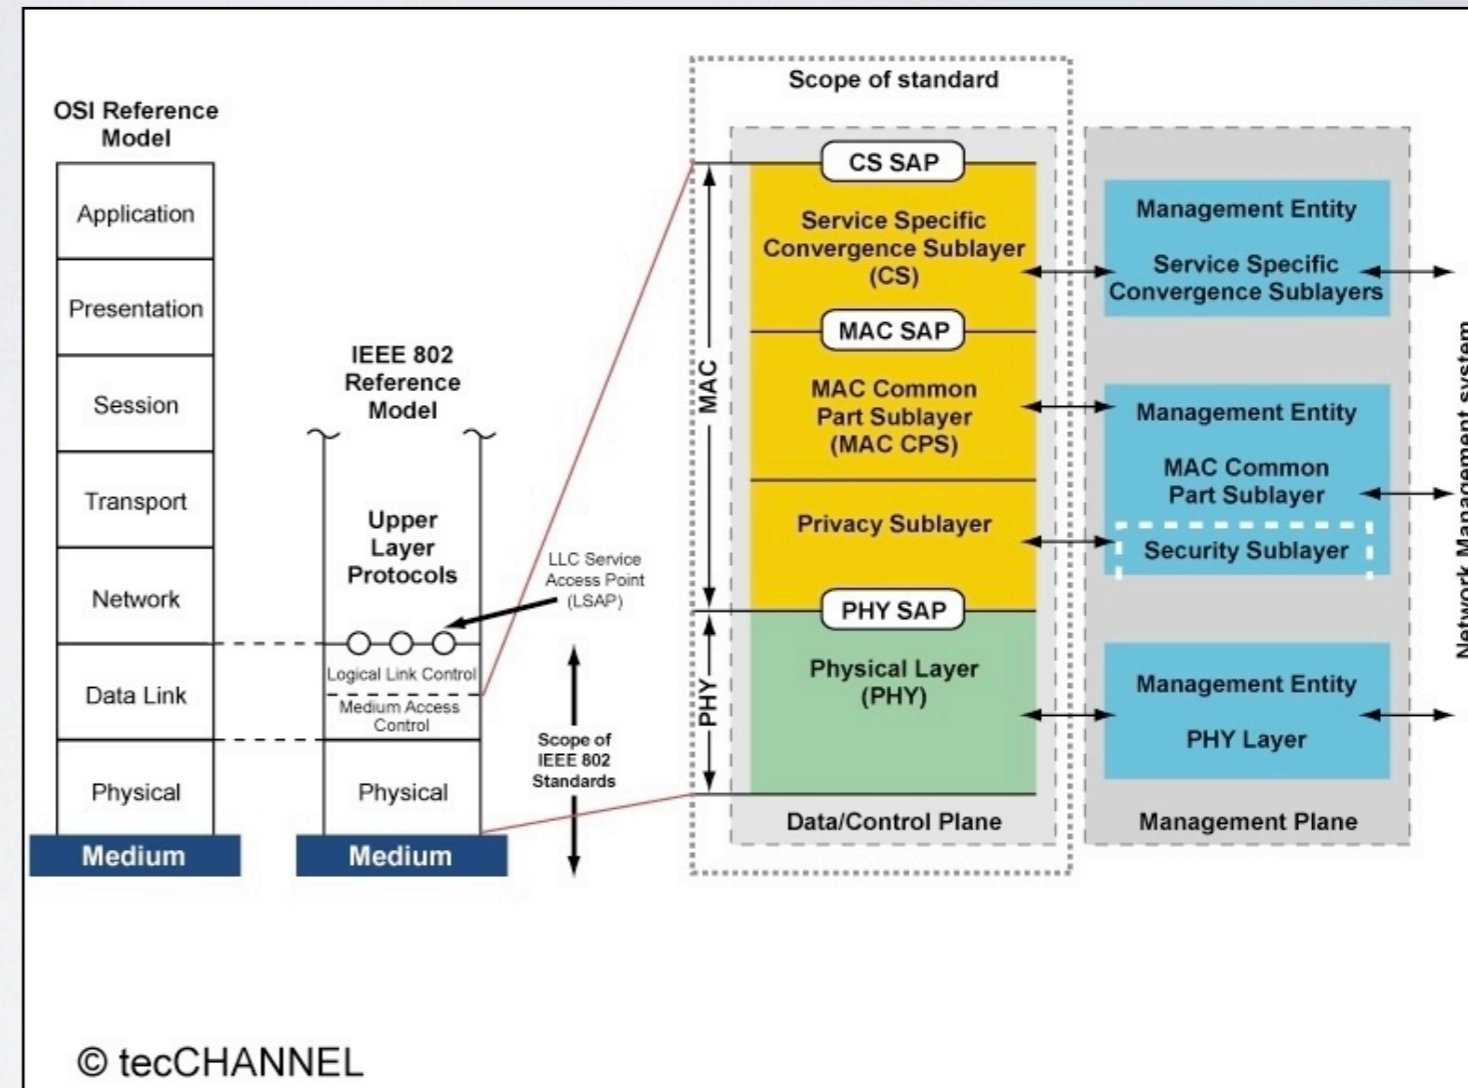 OSI Reference
Model
Application
Presentation
Session
Transport
Network
Data Link
Physical
Medium
IEEE 802
Reference
Model
Upper
Layer
Protocols
LLC Service
Access Point
(LSAP)
Logical Link Control
Medium Access
Control
Physical
Medium
Scope of
IEEE 802
Standards
Scope of standard
MAC
PHY
CS SAP
Service Specific
Convergence Sublayer
(CS)
MAC SAP
MAC Common
Part Sublayer
(MAC CPS)
Privacy Sublayer
PHY SAP
Physical Layer
(PHY)
Data/Control Plane
Management Entity
Service Specific
Convergence Sublayers
Management Entity
MAC Common
Part Sublayer
Security Sublayer
Management Entity
PHY Layer
Management Plane
Network Management system
© tecCHANNEL